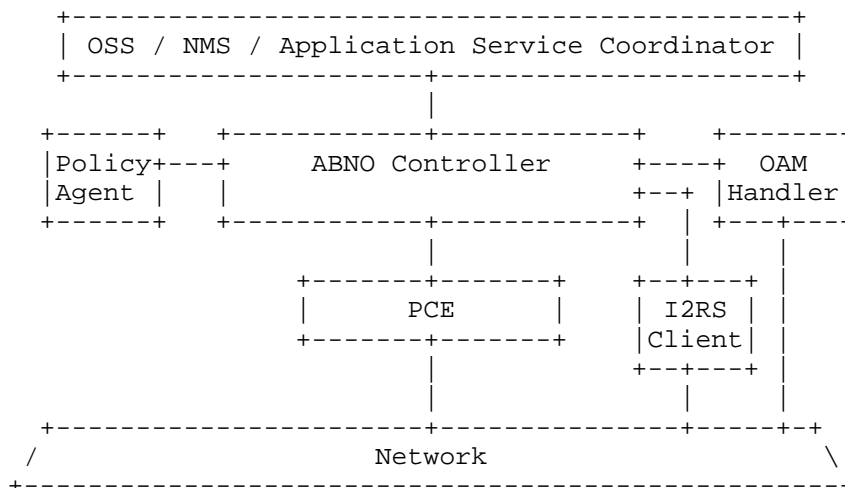 OSS / NMS / Application Service Coordinator
Policy ABNO Controller OAM
Agent Handler
PCE I2RS
Client
Network